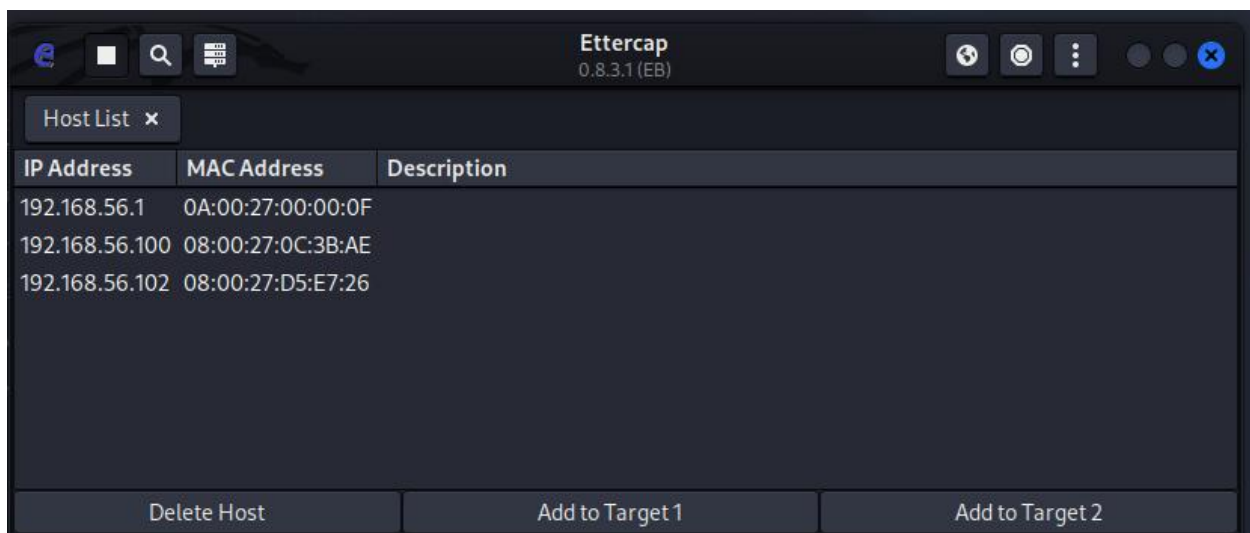 Ettercap
0.8.3.1 (EB)
Host List ×
IP Address MAC Address Description
192.168.56.1 0A:00:27:00:00:0F
192.168.56.100 08:00:27:0C:3B:AE
192.168.56.102 08:00:27:D5:E7:26
Delete Host Add to Target 1 Add to Target 2